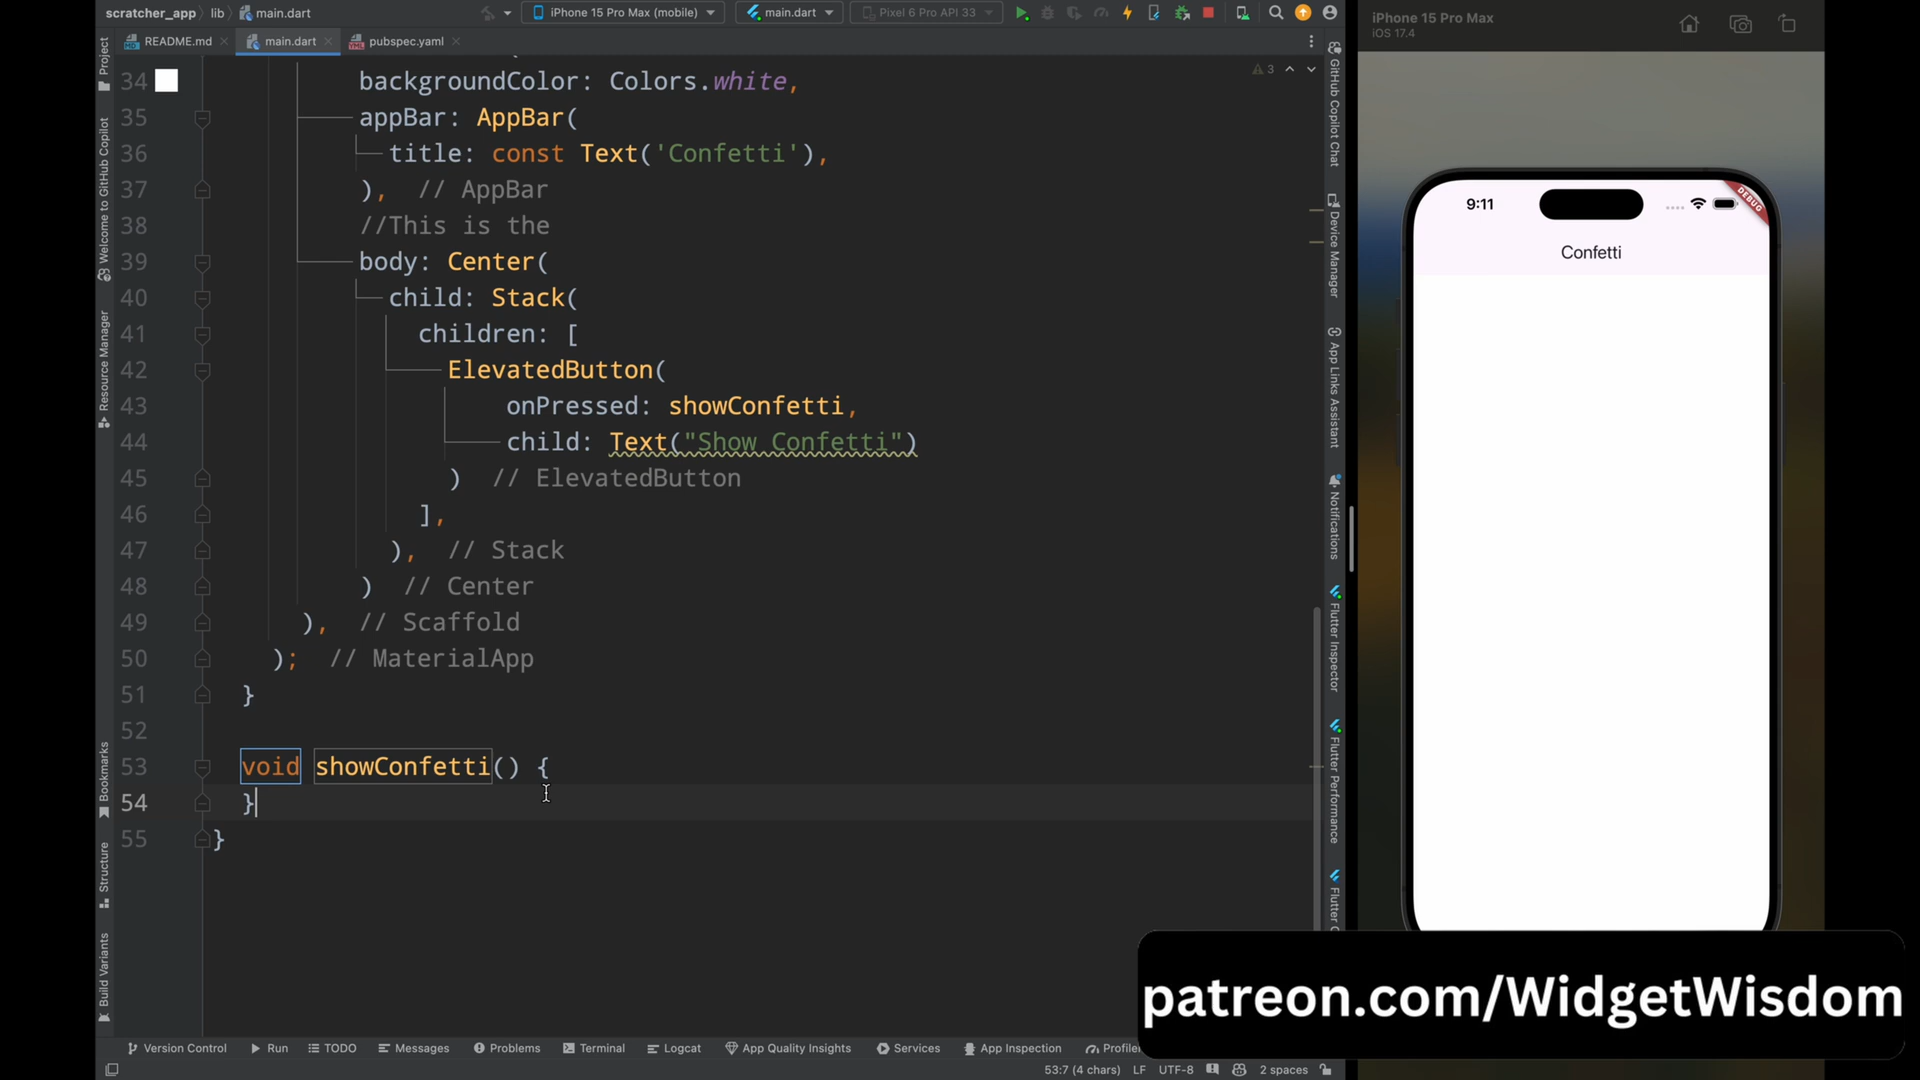 scratcher_app
lib
main.dart
iPhone 15 Pro Max (mobile)
main.dart
Pixel 6 Pro API 33
README.md
main.dart
pubspec.yaml
3
34 backgroundColor: Colors.white,
35 appBar: AppBar(
36 title: const Text('Confetti'),
37 ), // AppBar
38 //This is the
39 body: Center(
40 child: Stack(
41 children: [
42 ElevatedButton(
43 onPressed: showConfetti,
44 child: Text("Show Confetti")
45 ) // ElevatedButton
46 ],
47 ), // Stack
48 ) // Center
49 ), // Scaffold
50 ); // MaterialApp
51 }
52
53 void showConfetti() {
54 }
55 }
Project
Welcome to GitHub Copilot
Resource Manager
Bookmarks
Structure
Build Variants
GitHub Copilot Chat
Device Manager
App Links Assistant
Notifications
Flutter Inspector
Flutter Performance
Flutter
iPhone 15 Pro Max
iOS 17.4
9:11
DEBUG
Confetti
patreon.com/WidgetWisdom
Version Control
Run
TODO
Messages
Problems
Terminal
Logcat
App Quality Insights
Services
App Inspection
Profiler
53:7 (4 chars)
LF
UTF-8
2 spaces